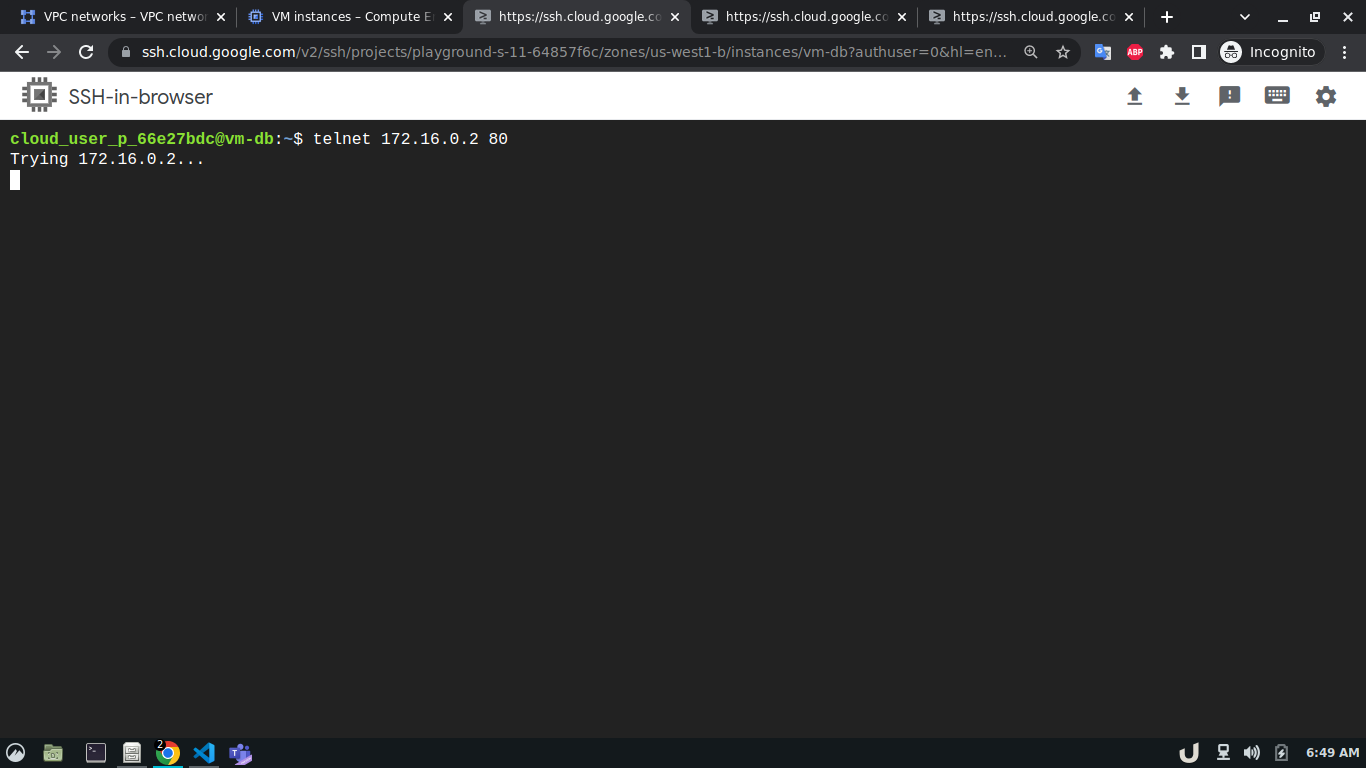 VPC networks – VPC networ
VM instances – Compute E
https://ssh.cloud.google.co
https://ssh.cloud.google.co
https://ssh.cloud.google.co
ssh.cloud.google.com/v2/ssh/projects/playground-s-11-64857f6c/zones/us-west1-b/instances/vm-db?authuser=0&hl=en...
ABP
Incognito
SSH-in-browser
cloud_user_p_66e27bdc@vm-db:~$ telnet 172.16.0.2 80
Trying 172.16.0.2...
2
6:49 AM